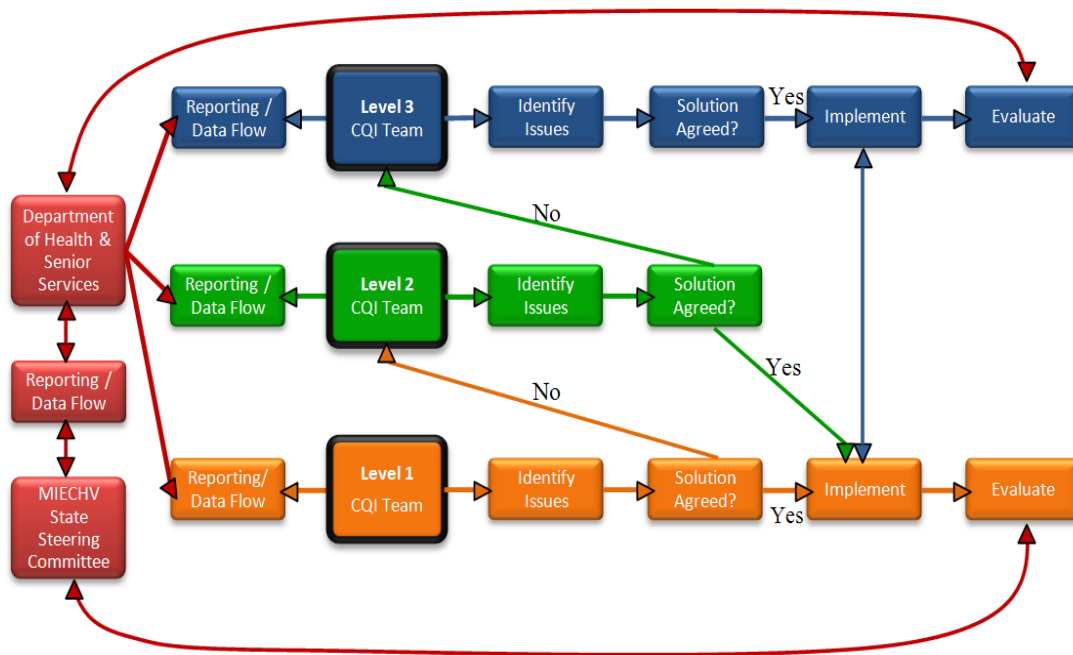 Reporting /
Data Flow
Level 3
CQI Team
Identify
Issues
Solution
Agreed?
Yes
Implement
Evaluate
Department
of Health &
Senior
Services
No
Reporting /
Data Flow
Level 2
CQI Team
Identify
Issues
Solution
Agreed?
Reporting /
Data Flow
Yes
No
Reporting/
Data Flow
Level 1
CQI Team
Identify
Issues
Solution
Agreed?
Yes
Implement
Evaluate
MIECHV
State
Steering
Committee